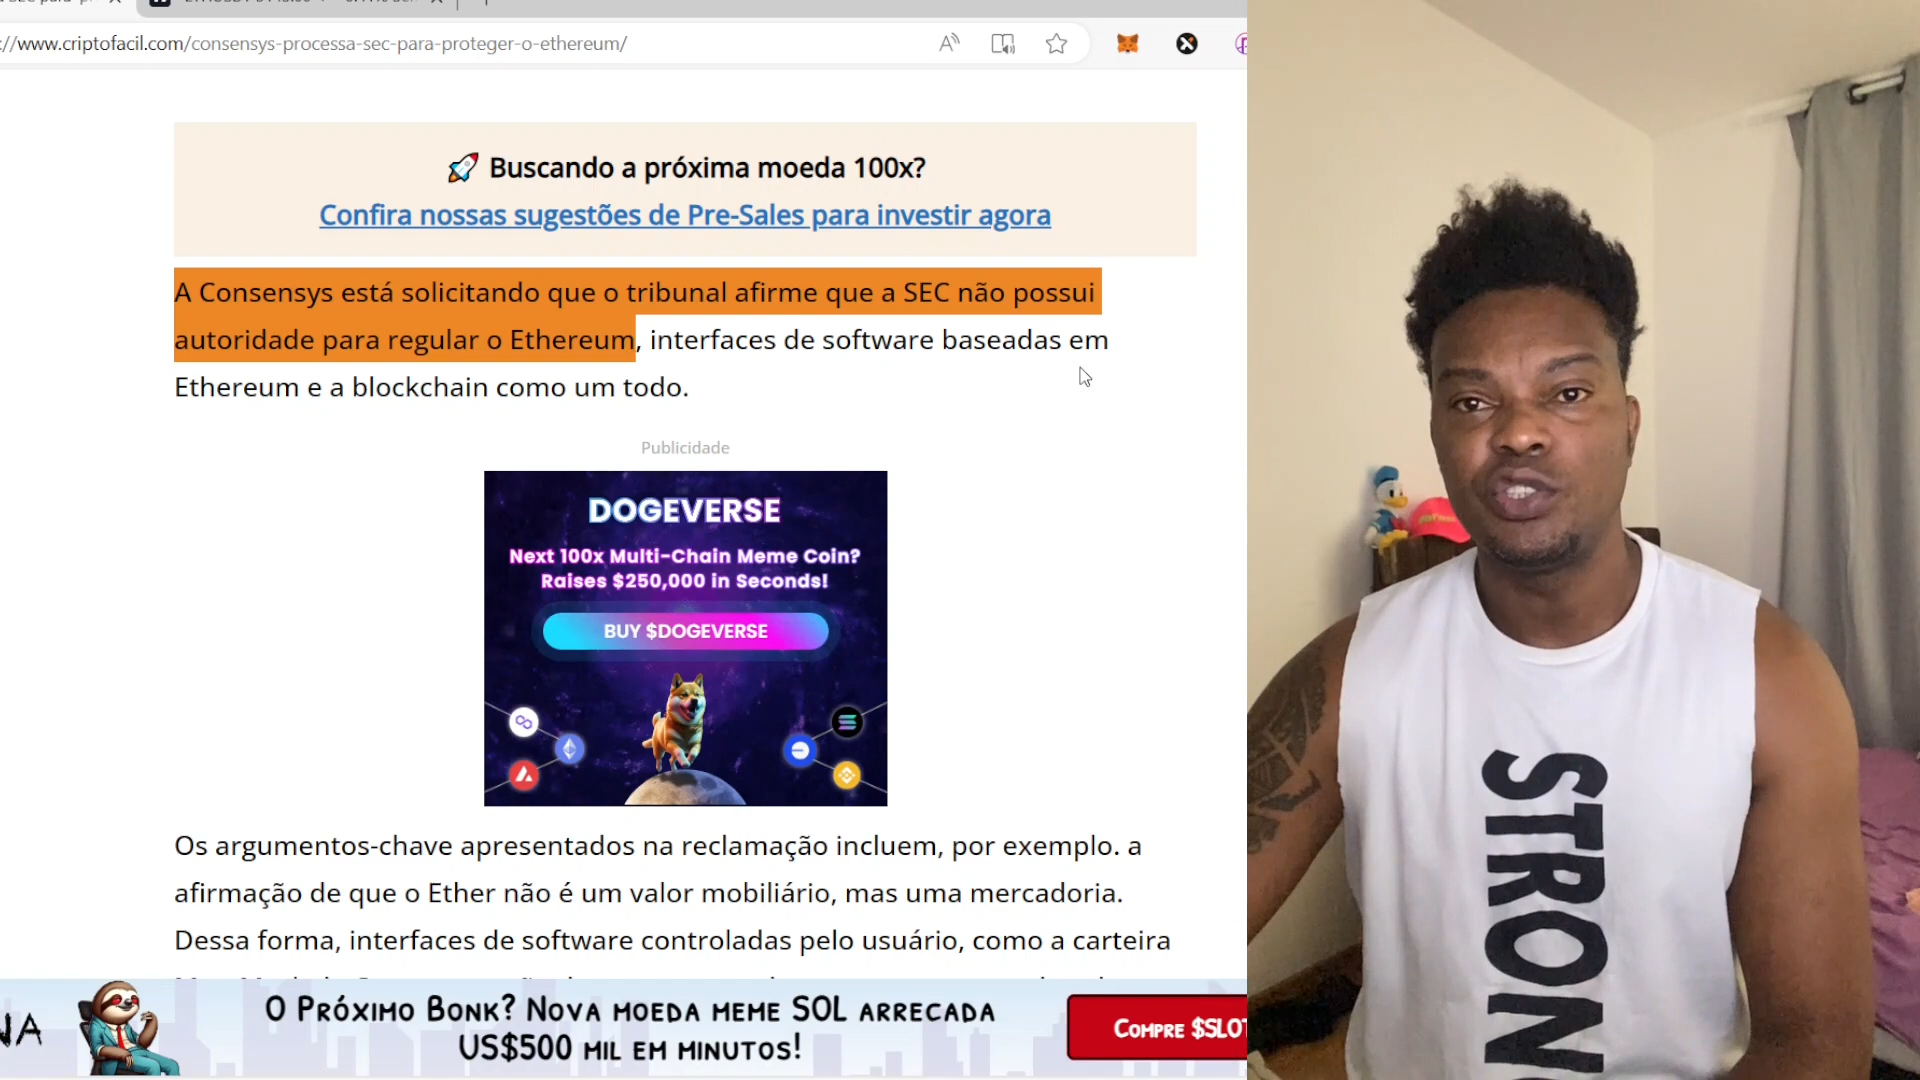 //www.criptofacil.com/consensys-processa-sec-para-proteger-o-ethereum/
Buscando a próxima moeda 100x?
Confira nossas sugestões de Pre-Sales para investir agora
A Consensys está solicitando que o tribunal afirme que a SEC não possui
autoridade para regular o Ethereum, interfaces de software baseadas em
Ethereum e a blockchain como um todo.
Publicidade
DOGEVERSE
Next 100x Multi-Chain Meme Coin?
Raises $250,000 in Seconds!
BUY $DOGEVERSE
Os argumentos-chave apresentados na reclamação incluem, por exemplo. a
afirmação de que o Ether não é um valor mobiliário, mas uma mercadoria.
Dessa forma, interfaces de software controladas pelo usuário, como a carteira
O Próximo Bonk? Nova moeda meme SOL arrecada
US$500 mil em minutos!
Compre $SLOT
STRONG